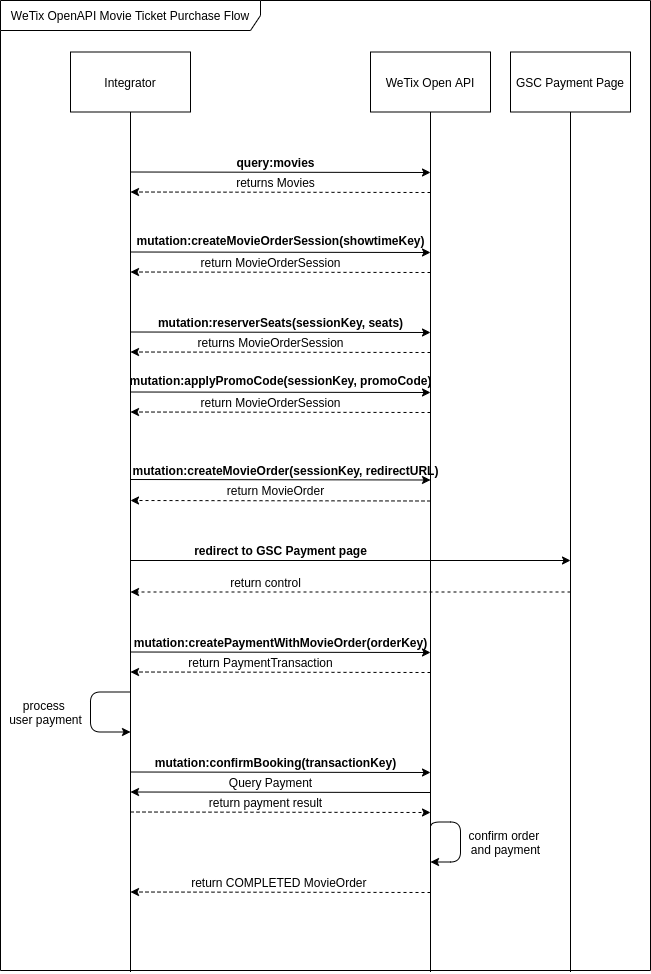 WeTix OpenAPI Movie Ticket Purchase Flow
Integrator
WeTix Open API
GSC Payment Page
query:movies
returns Movies
mutation:createMovieOrderSession(showtimeKey)
return MovieOrderSession
mutation:reserverSeats(sessionKey, seats)
returns MovieOrderSession
mutation:applyPromoCode(sessionKey, promoCode)
return MovieOrderSession
mutation:createMovieOrder(sessionKey, redirectURL)
return MovieOrder
redirect to GSC Payment page
return control
mutation:createPaymentWithMovieOrder(orderKey)
return PaymentTransaction
process
user payment
mutation:confirmBooking(transactionKey)
Query Payment
return payment result
confirm order
and payment
return COMPLETED MovieOrder